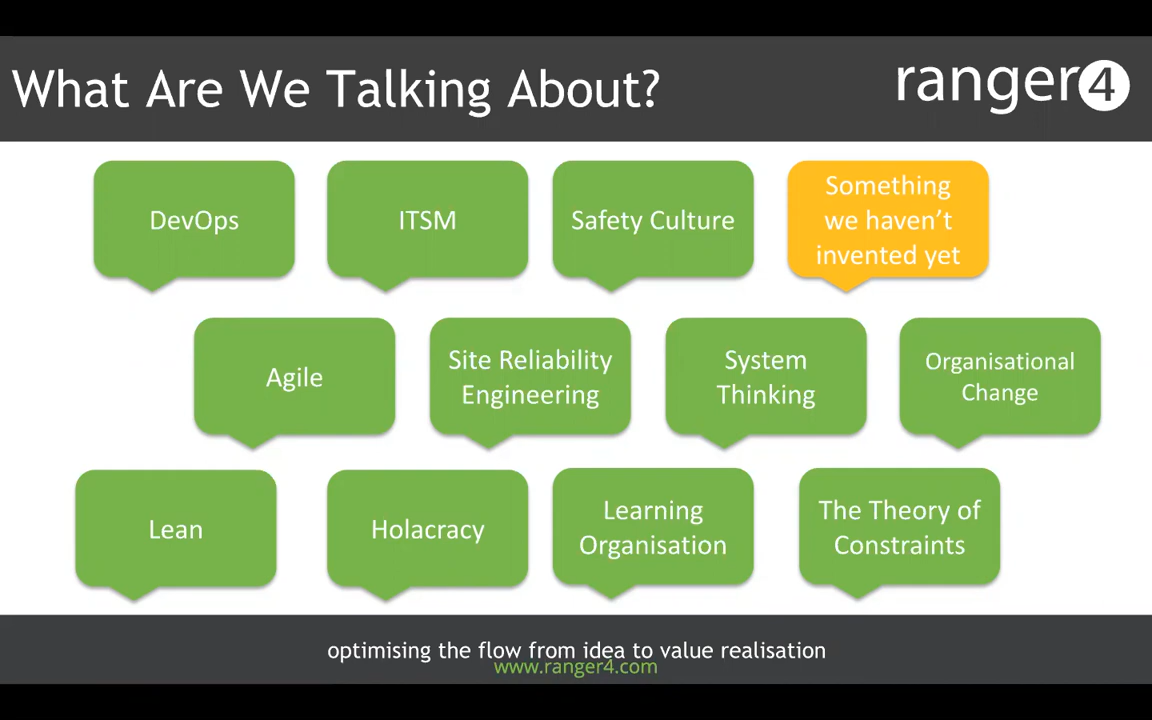 What Are We Talking About?
ranger4
DevOps
ITSM
Safety Culture
Something
we haven’t
invented yet
Agile
Site Reliability
Engineering
System
Thinking
Organisational
Change
Lean
Holacracy
Learning
Organisation
The Theory of
Constraints
optimising the flow from idea to value realisation
www.ranger4.com